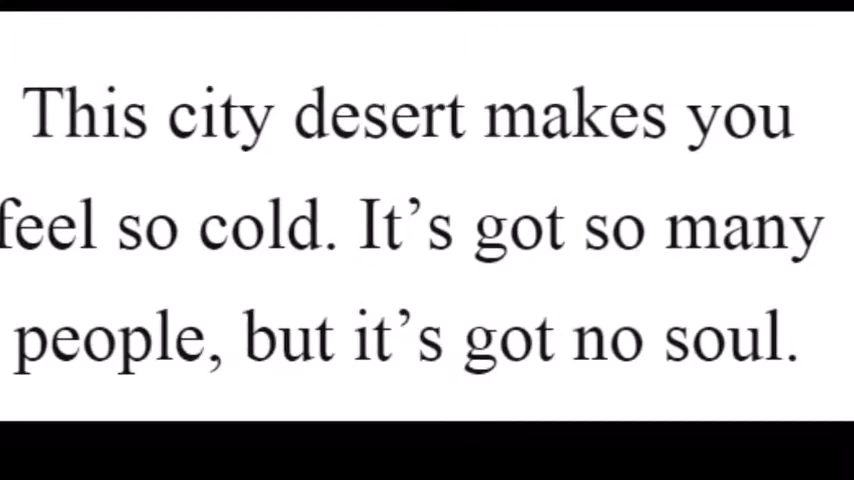 This city desert makes you
feel so cold. It’s got so many
people, but it’s got no soul.